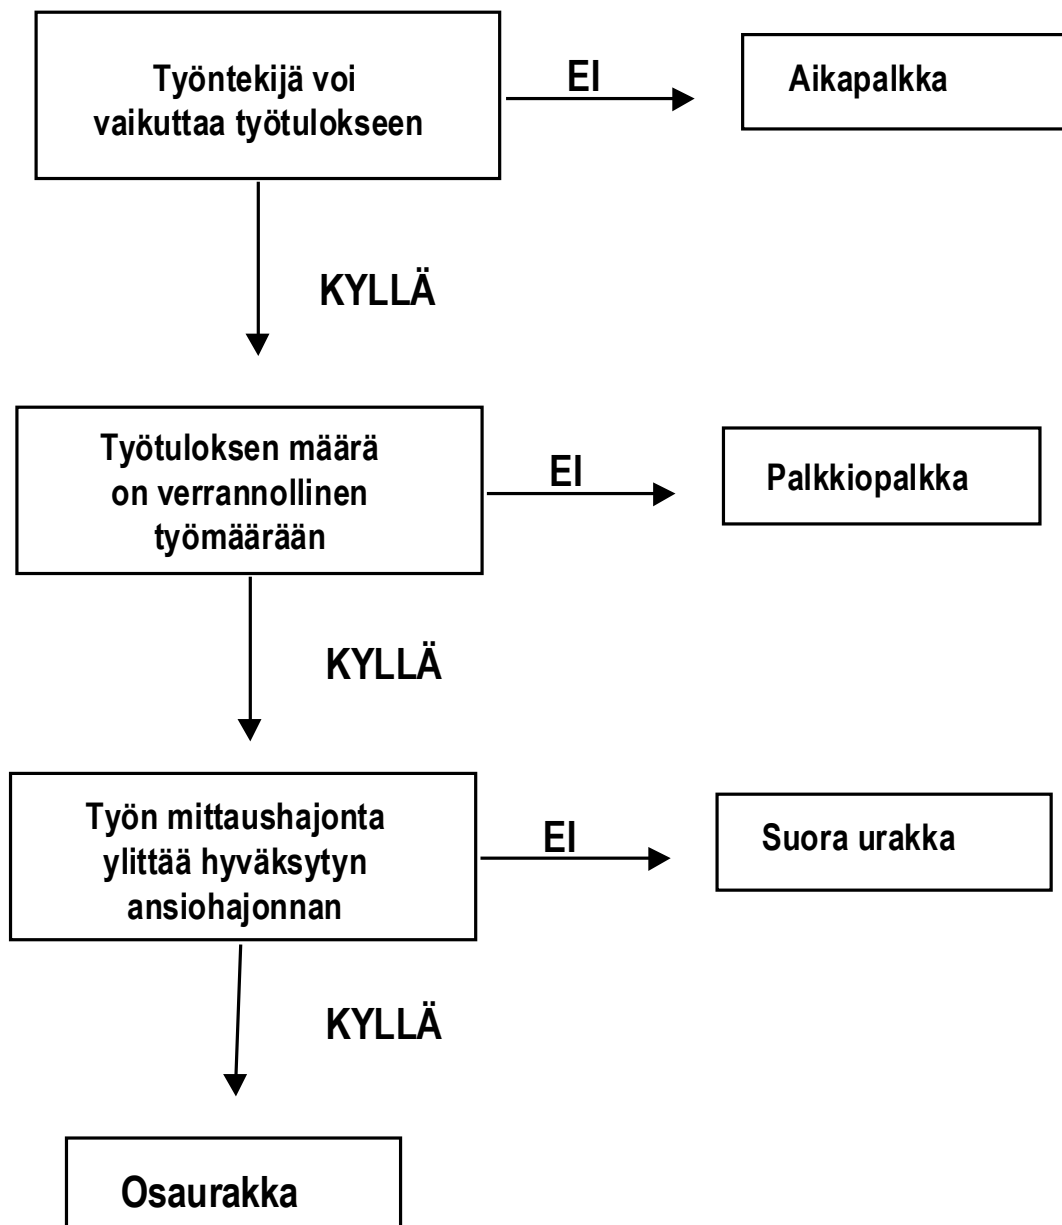 Työntekijä voi
vaikuttaa työtulokseen
EI
Aikapalkka
KYLLÄ
Työtuloksen määrä
on verrannollinen
työmäärään
EI
Palkkiopalkka
KYLLÄ
Työn mittaushajonta
ylittää hyväksytyn
ansiohajonnan
EI
Suora urakka
KYLLÄ
Osaurakka